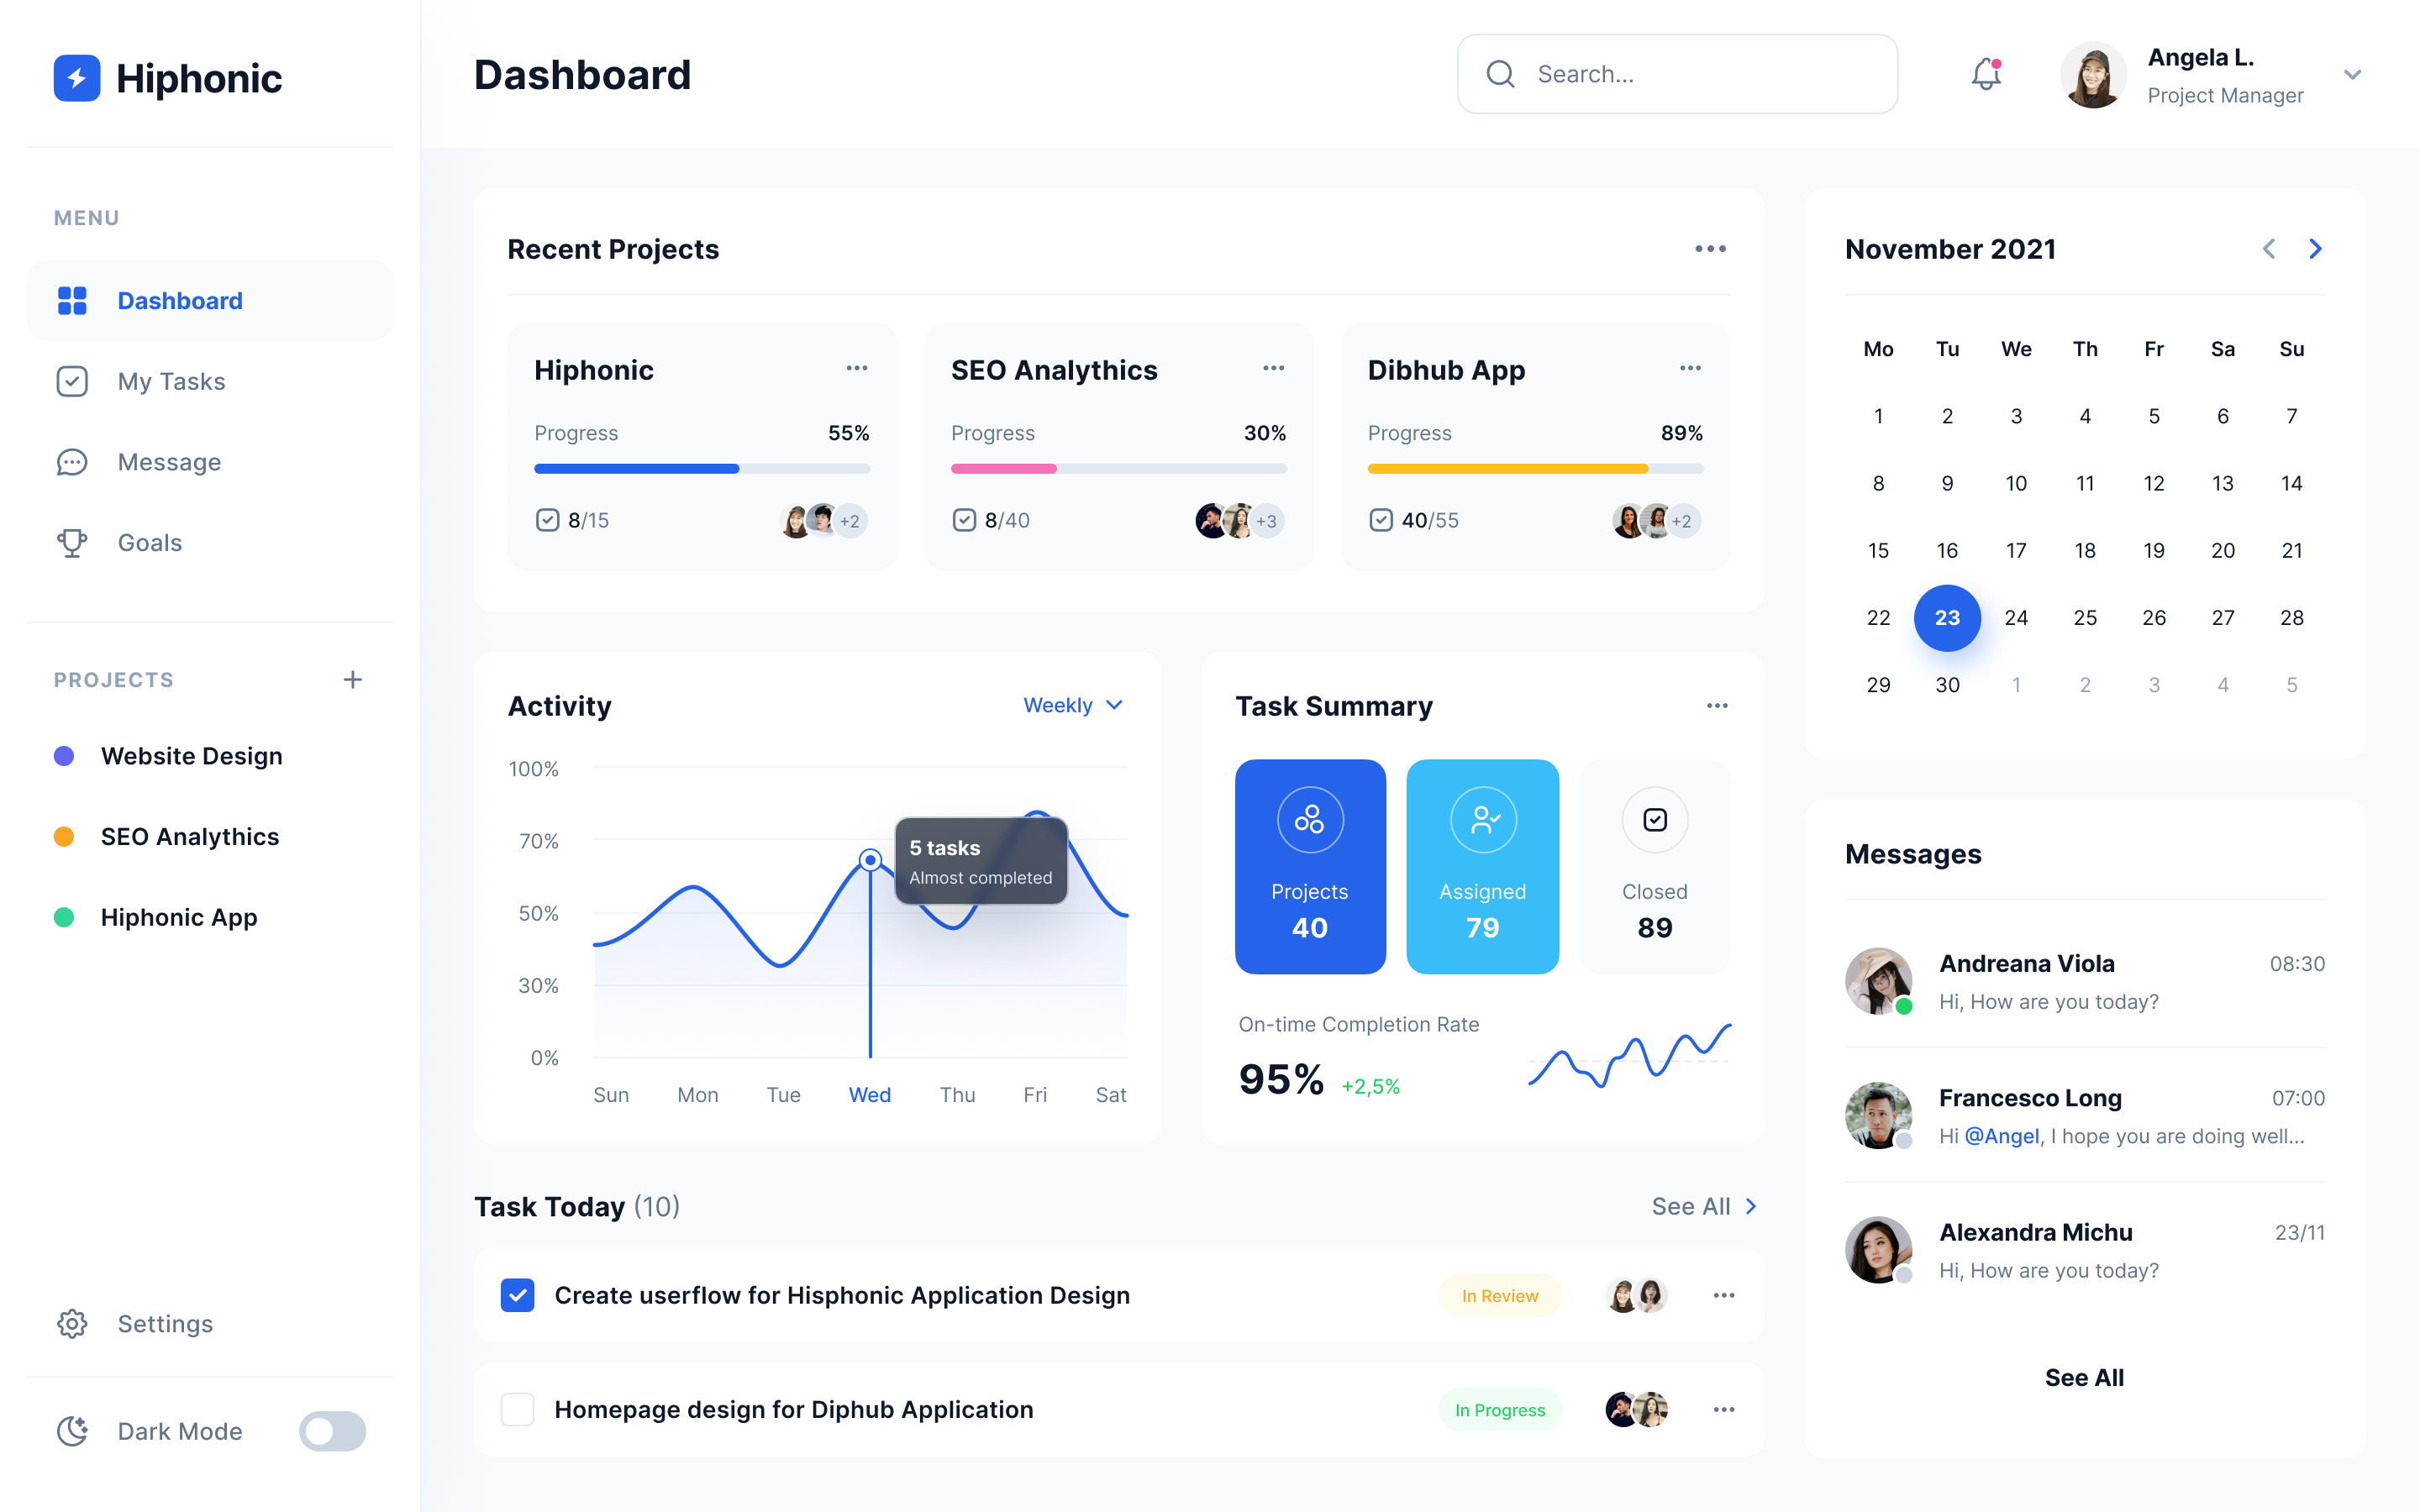 Hiphonic
MENU
Dashboard
My Tasks
Message
Goals
PROJECTS
Website Design
SEO Analythics
Hiphonic App
Settings
Dark Mode
Dashboard
Search...
Angela L.
Project Manager
Recent Projects
Hiphonic
Progress 55%
8/15 +2
SEO Analythics
Progress 30%
8/40 +3
Dibhub App
Progress 89%
40/55 +2
Activity
Weekly
100%
70%
50%
30%
0%
5 tasks
Almost completed
Sun Mon Tue Wed Thu Fri Sat
Task Summary
Projects
40
Assigned
79
Closed
89
On-time Completion Rate
95% +2,5%
Task Today (10)
See All
Create userflow for Hisphonic Application Design In Review
Homepage design for Diphub Application In Progress
November 2021
Mo Tu We Th Fr Sa Su
1 2 3 4 5 6 7
8 9 10 11 12 13 14
15 16 17 18 19 20 21
22 23 24 25 26 27 28
29 30 1 2 3 4 5
Messages
Andreana Viola 08:30
Hi, How are you today?
Francesco Long 07:00
Hi @Angel, I hope you are doing well...
Alexandra Michu 23/11
Hi, How are you today?
See All